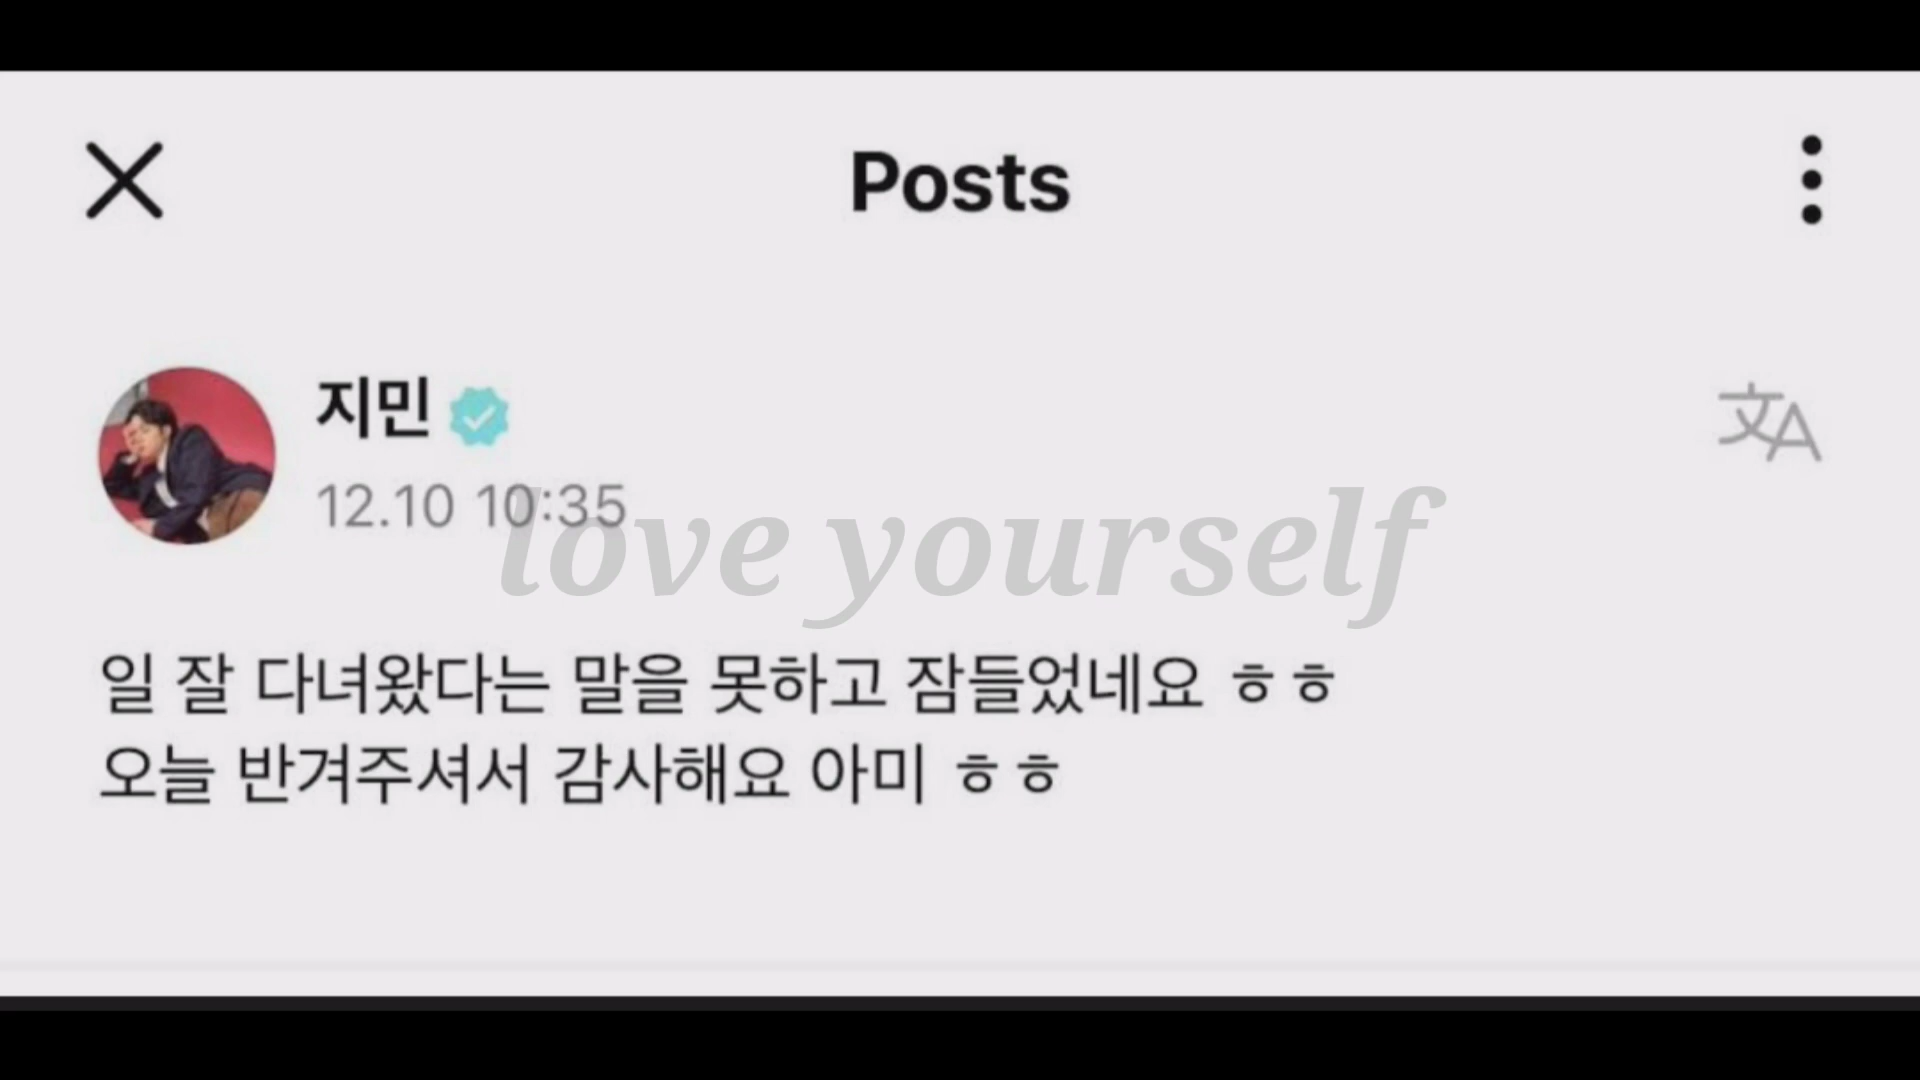 Posts
지민
12.10 10:35
love yourself
일 잘 다녀왔다는 말을 못하고 잠들었네요 ㅎㅎ
오늘 반겨주셔서 감사해요 아미 ㅎㅎ